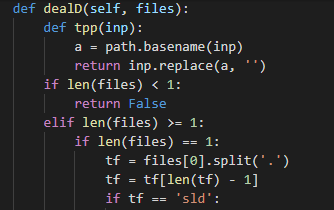 def dealD(self, files):
    def tpp(inp):
        a = path.basename(inp)
        return inp.replace(a, '')
    if len(files) < 1:
        return False
    elif len(files) >= 1:
        if len(files) == 1:
            tf = files[0].split('.')
            tf = tf[len(tf) - 1]
            if tf == 'sld':